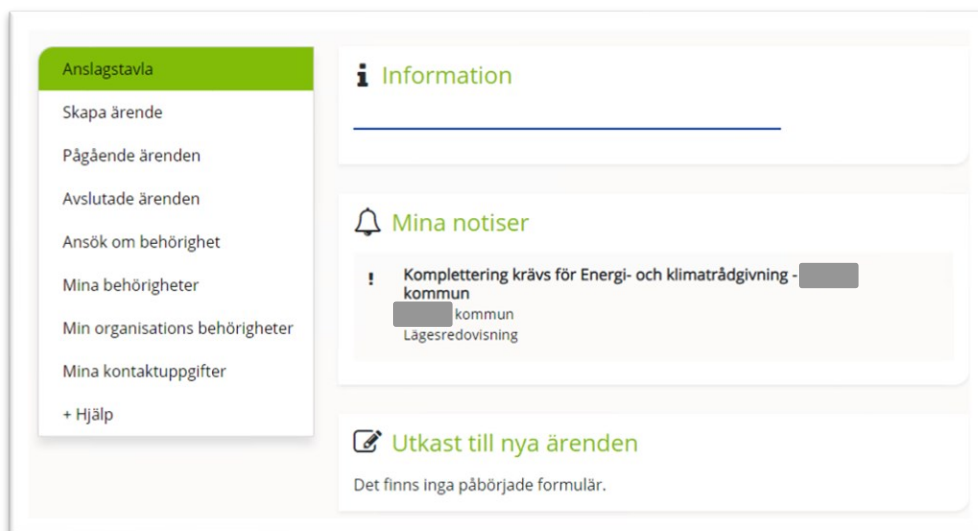 Anslagstavla
Skapa ärende
Pågående ärenden
Avslutade ärenden
Ansök om behörighet
Mina behörigheter
Min organisations behörigheter
Mina kontaktuppgifter
+ Hjälp
Information
Mina notiser
! Komplettering krävs för Energi- och klimatrådgivning -
kommun
kommun
Lägesredovisning
Utkast till nya ärenden
Det finns inga påbörjade formulär.